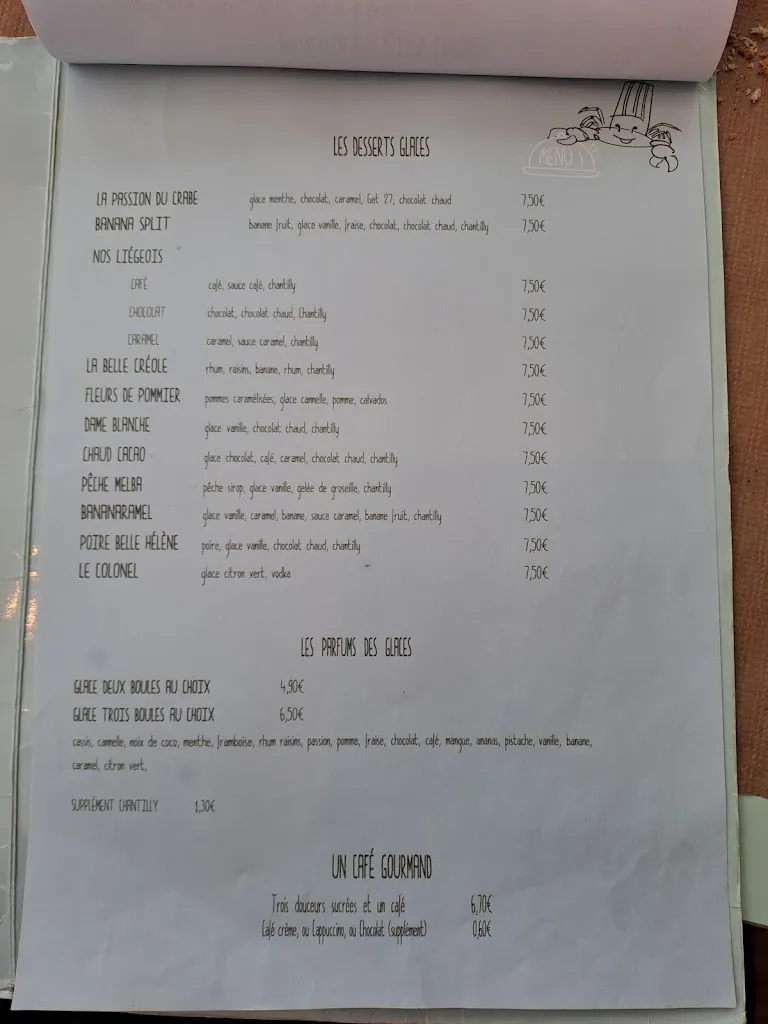 LES DESSERTS GLACES
MENU
LA PASSION DU CRABE glace menthe, chocolat, caramel, Get 27, chocolat chaud 7,50€
BANANA SPLIT banane fruit, glace vanille, fraise, chocolat, chocolat chaud, chantilly 7,50€
NOS LIÉGEOIS
CAFÉ café, sauce café, chantilly 7,50€
CHOCOLAT chocolat, chocolat chaud, Chantilly 7,50€
CARAMEL caramel, sauce caramel, chantilly 7,50€
LA BELLE CRÉOLE rhum, raisins, banane, rhum, chantilly 7,50€
FLEURS DE POMMIER pommes caramélisées, glace cannelle, pomme, calvados 7,50€
DAME BLANCHE glace vanille, chocolat chaud, chantilly 7,50€
CHAUD CACAO glace chocolat, café, caramel, chocolat chaud, chantilly 7,50€
PÊCHE MELBA pêche sirop, glace vanille, gelée de groseille, chantilly 7,50€
BANANARAMEL glace vanille, caramel, banane, sauce caramel, banane fruit, chantilly 7,50€
POIRE BELLE HÉLÈNE poire, glace vanille, chocolat chaud, chantilly 7,50€
LE COLONEL glace citron vert, vodka 7,50€
LES PARFUMS DES GLACES
GLACE DEUX BOULES AU CHOIX 4,90€
GLACE TROIS BOULES AU CHOIX 6,50€
cassis, cannelle, noix de coco, menthe, framboise, rhum raisins, passion, pomme, fraise, chocolat, café, mangue, ananas, pistache, vanille, banane,
caramel, citron vert,
SUPPLÉMENT CHANTILLY 1,30€
UN CAFÉ GOURMAND
Trois douceurs sucrées et un café 6,70€
Café crème, ou Cappuccino, ou Chocolat (supplément) 0,60€